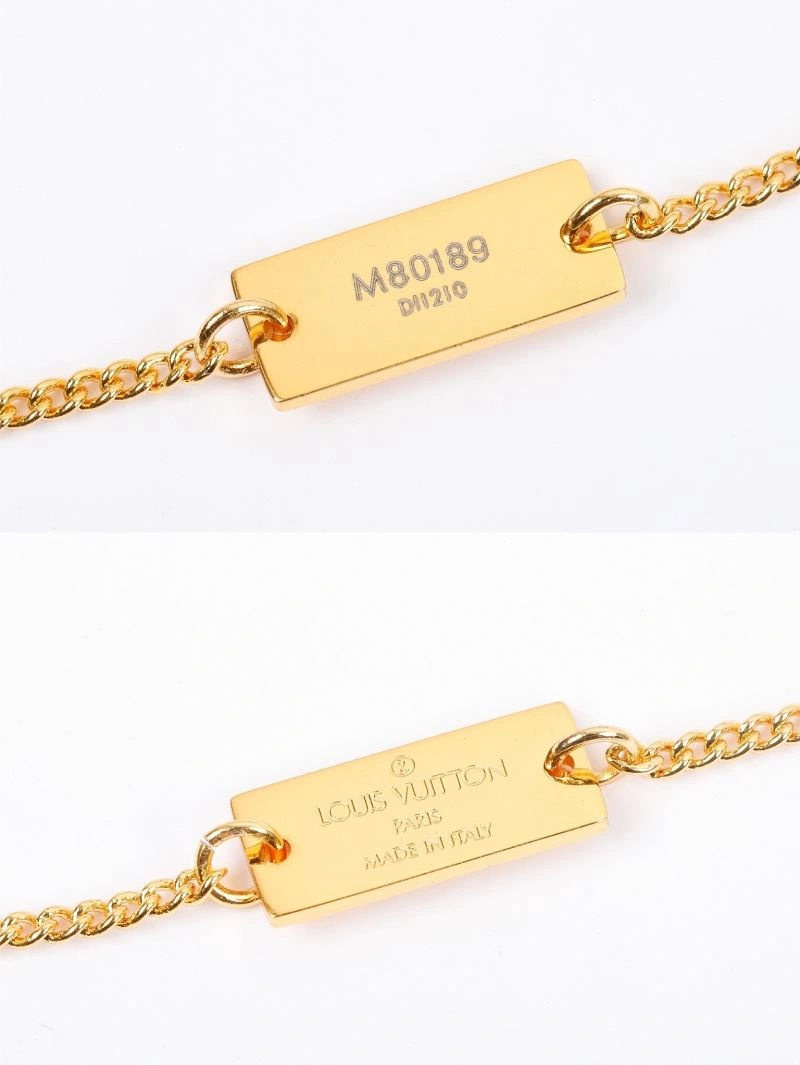 M80189
DI1210
®
LOUIS VUITTON
PARIS
MADE IN ITALY